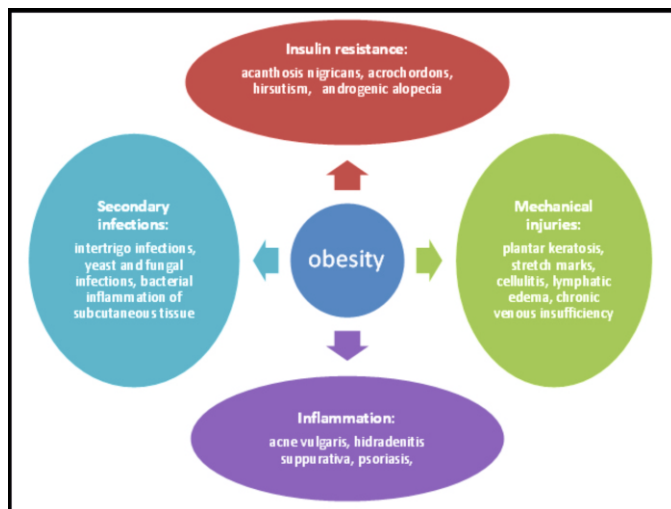 Insulin resistance:
acanthosis nigricans, acrochordons,
hirsutism, androgenic alopecia
Secondary
infections:
intertrigo infections,
yeast and fungal
infections, bacterial
inflammation of
subcutaneous tissue
obesity
Mechanical
injuries:
plantar keratosis,
stretch marks,
cellulitis, lymphatic
edema, chronic
venous insufficiency
Inflammation:
acne vulgaris, hidradenitis
suppurativa, psoriasis,